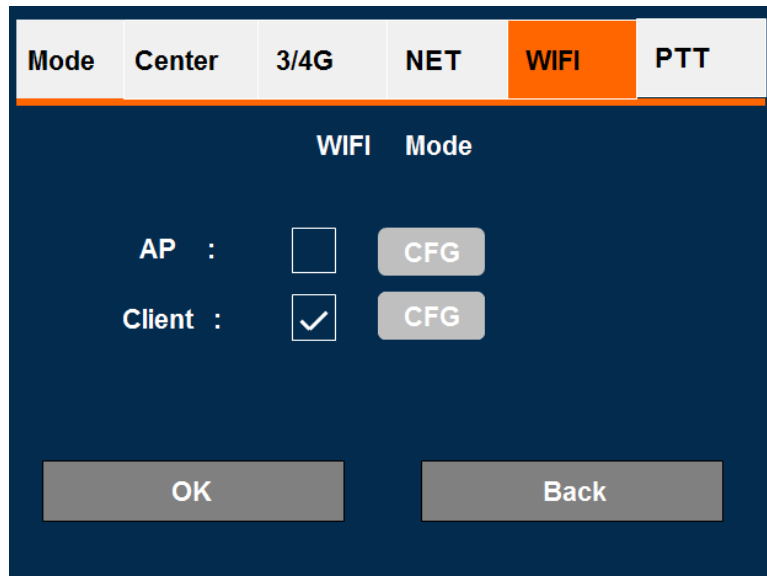 Mode Center 3/4G NET WIFI PTT
WIFI Mode
AP : CFG
Client : CFG
OK Back